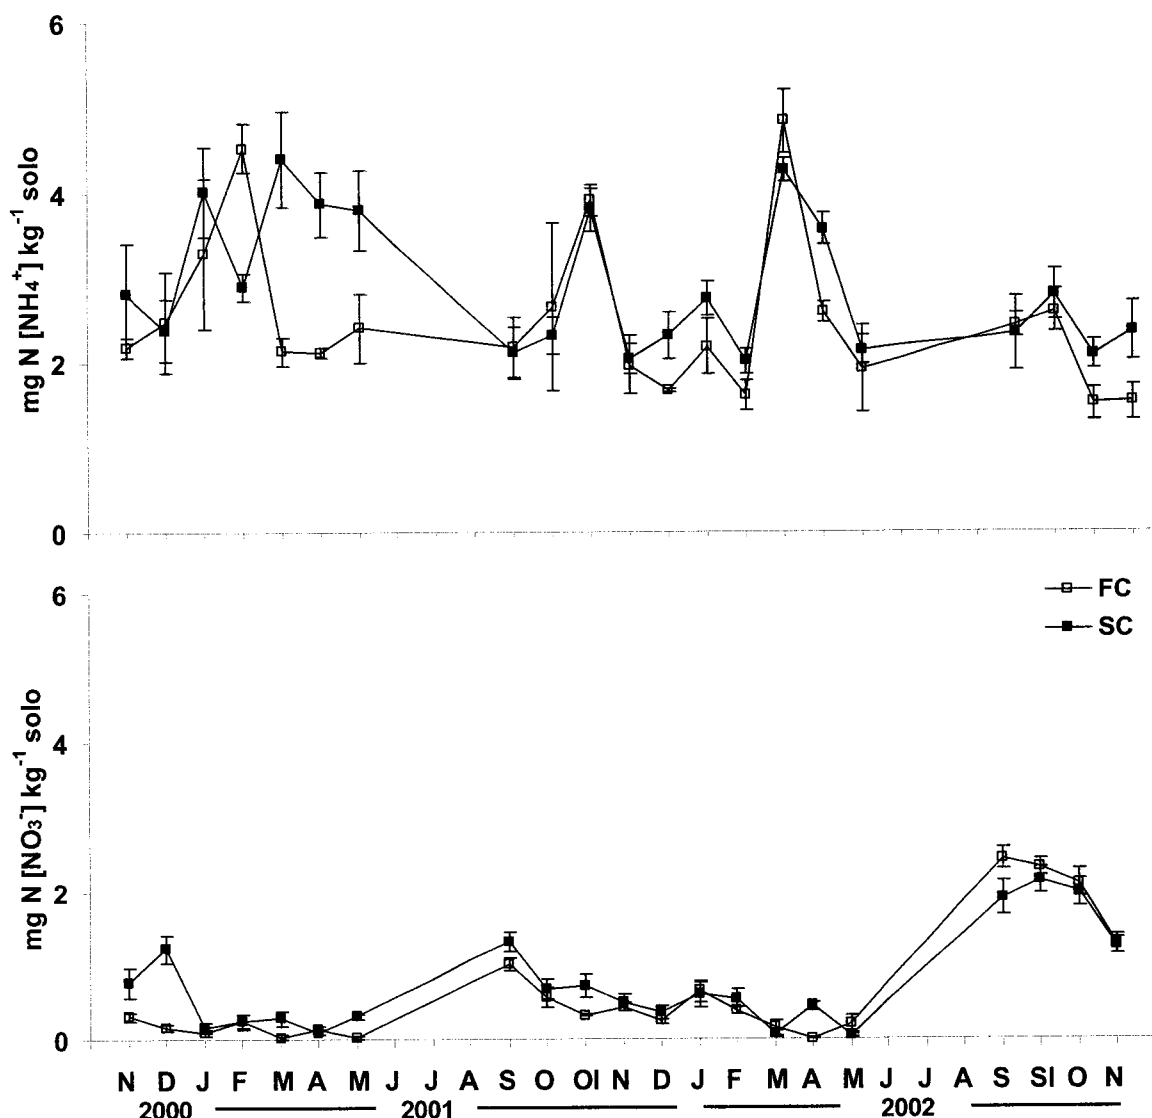 6
4
2
0
mg N [NH4+] kg-1 solo
FC
SC
6
4
2
0
mg N [NO3-] kg-1 solo
N D J F M A M J J A S O OI N D J F M A M J J A S SI O N
2000 2001 2002